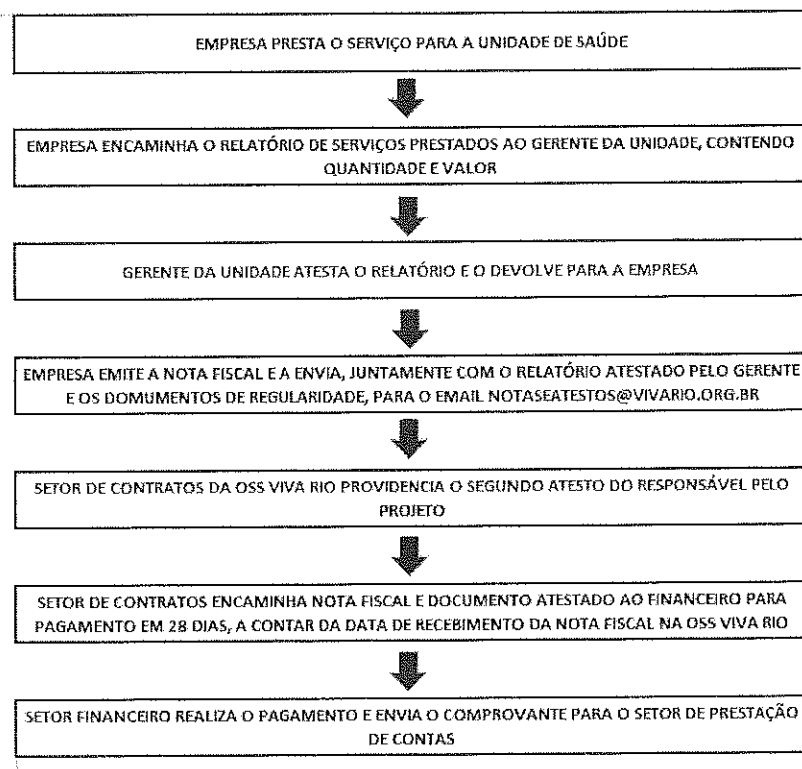 EMPRESA PRESTA O SERVIÇO PARA A UNIDADE DE SAÚDE
EMPRESA ENCAMINHA O RELATÓRIO DE SERVIÇOS PRESTADOS AO GERENTE DA UNIDADE, CONTENDO
QUANTIDADE E VALOR
GERENTE DA UNIDADE ATESTA O RELATÓRIO E O DEVOLVE PARA A EMPRESA
EMPRESA EMITE A NOTA FISCAL E A ENVIA, JUNTAMENTE COM O RELATÓRIO ATESTADO PELO GERENTE
E OS DOMUMENTOS DE REGULARIDADE, PARA O EMAIL NOTASEATESTOS@VIVARIO.ORG.BR
SETOR DE CONTRATOS DA OSS VIVA RIO PROVIDENCIA O SEGUNDO ATESTO DO RESPONSÁVEL PELO
PROJETO
SETOR DE CONTRATOS ENCAMINHA NOTA FISCAL E DOCUMENTO ATESTADO AO FINANCEIRO PARA
PAGAMENTO EM 28 DIAS, A CONTAR DA DATA DE RECEBIMENTO DA NOTA FISCAL NA OSS VIVA RIO
SETOR FINANCEIRO REALIZA O PAGAMENTO E ENVIA O COMPROVANTE PARA O SETOR DE PRESTAÇÃO
DE CONTAS